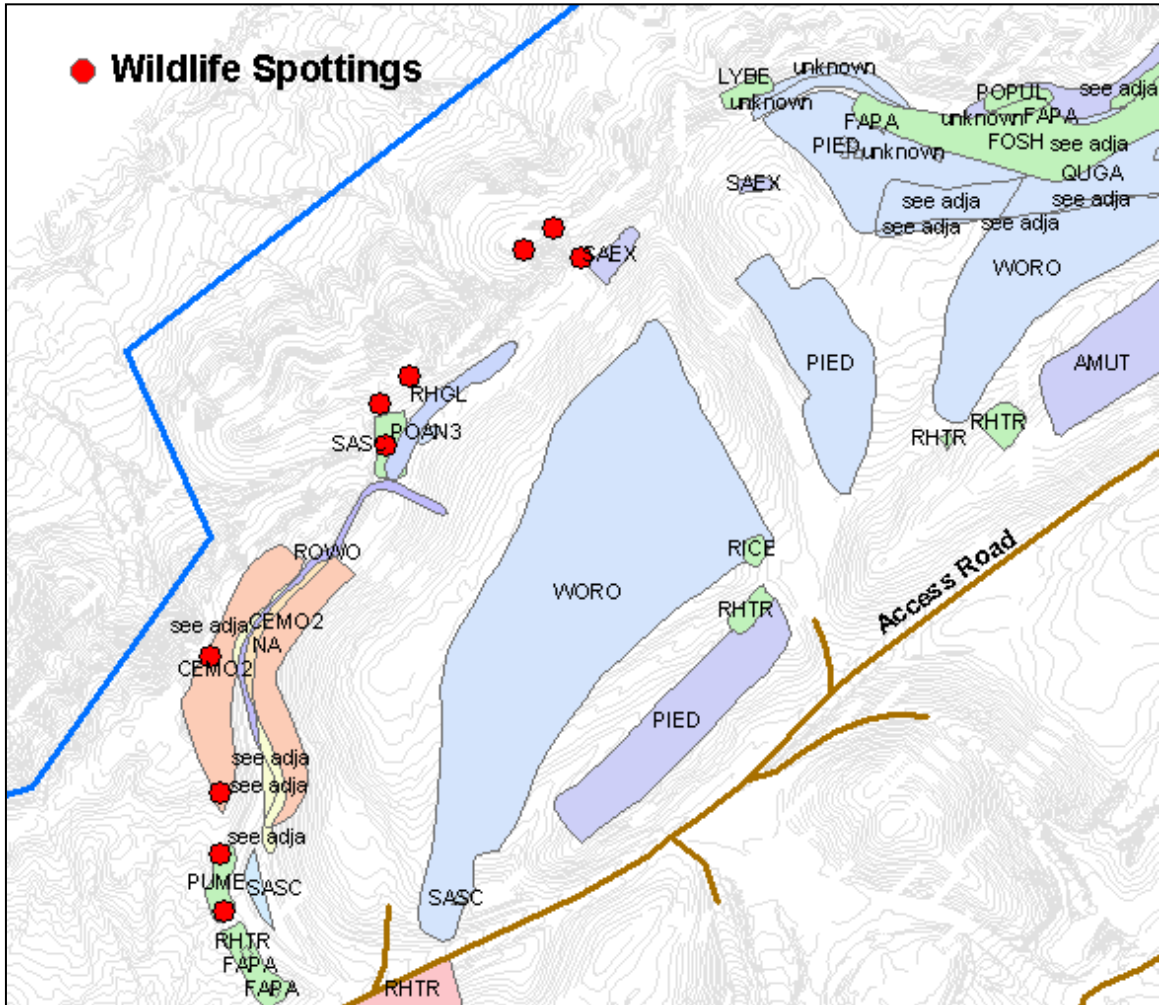 Wildlife Spottings
LYBE
unknown
unknown
POPUL
see adja
FAPA
unknown
FAPA
PIED
unknown
FOSH
see adja
SAEX
QUGA
see adja
see adja
see adja
see adja
SAEX
WORO
PIED
AMUT
RHGL
POAN3
RHTR
RHTR
ROWO
RICE
Access Road
WORO
RHTR
see adja
CEMO2
NA
CEMO2
PIED
see adja
see adja
see adja
PUME
SASC
SASC
RHTR
FAPA
FAPA
RHTR